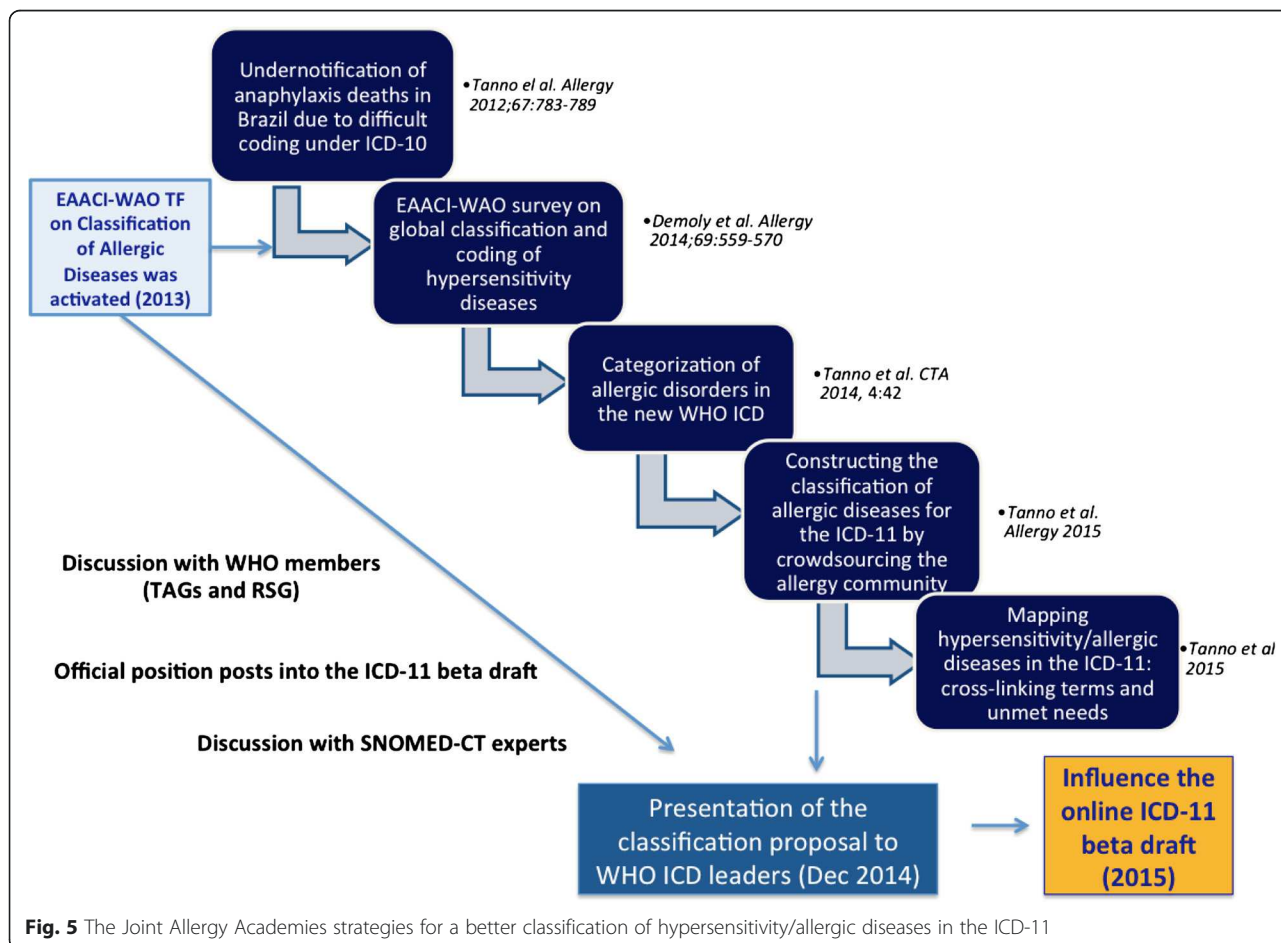 Undernotification of
anaphylaxis deaths in
Brazil due to difficult
coding under ICD-10
•Tanno el al. Allergy
2012;67:783-789
EAACI-WAO TF
on Classification
of Allergic
Diseases was
activated (2013)
EAACI-WAO survey on
global classification and
coding of
hypersensitivity
diseases
•Demoly et al. Allergy
2014;69:559-570
Categorization of
allergic disorders in
the new WHO ICD
•Tanno et al. CTA
2014, 4:42
Constructing the
classification of
allergic diseases for
the ICD-11 by
crowdsourcing the
allergy community
•Tanno et al.
Allergy 2015
Mapping
hypersensitivity/allergic
diseases in the ICD-11:
cross-linking terms and
unmet needs
•Tanno et al
2015
Discussion with WHO members
(TAGs and RSG)
Official position posts into the ICD-11 beta draft
Discussion with SNOMED-CT experts
Presentation of the
classification proposal to
WHO ICD leaders (Dec 2014)
Influence the
online ICD-11
beta draft
(2015)
Fig. 5 The Joint Allergy Academies strategies for a better classification of hypersensitivity/allergic diseases in the ICD-11